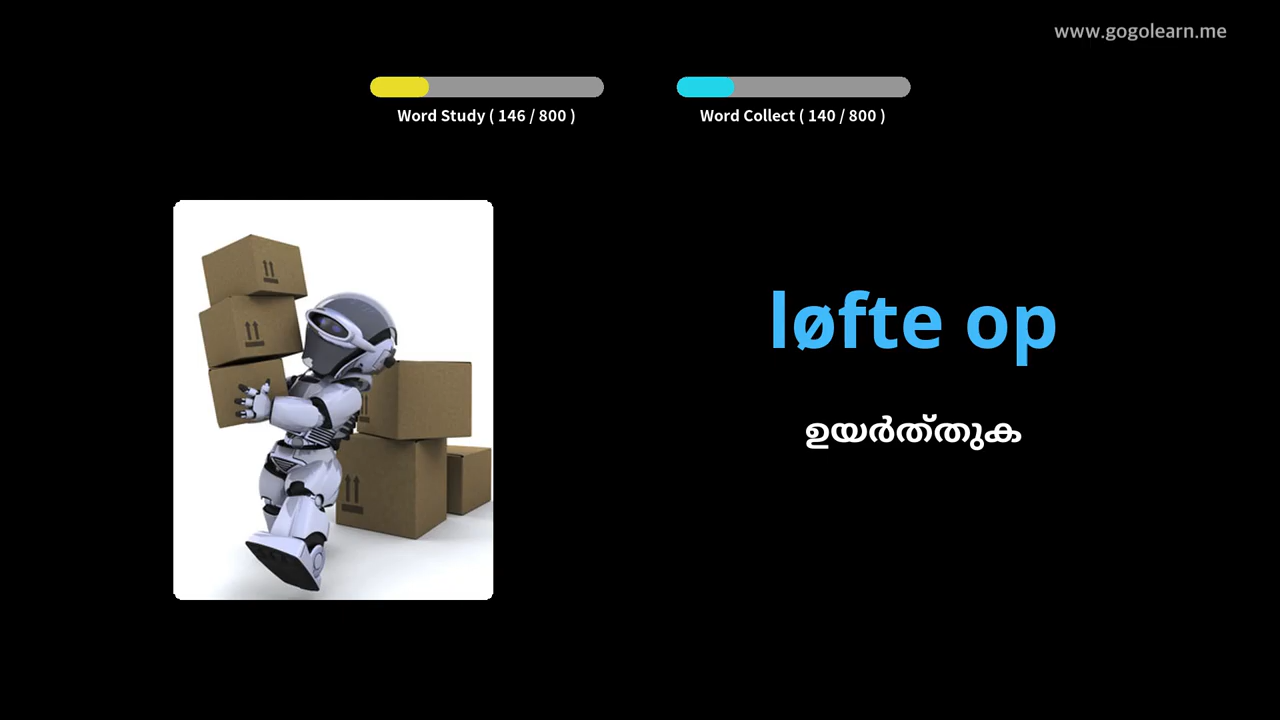 www.gogolearn.me
Word Study ( 146 / 800 )
Word Collect ( 140 / 800 )
løfte op
ഉയർത്തുക